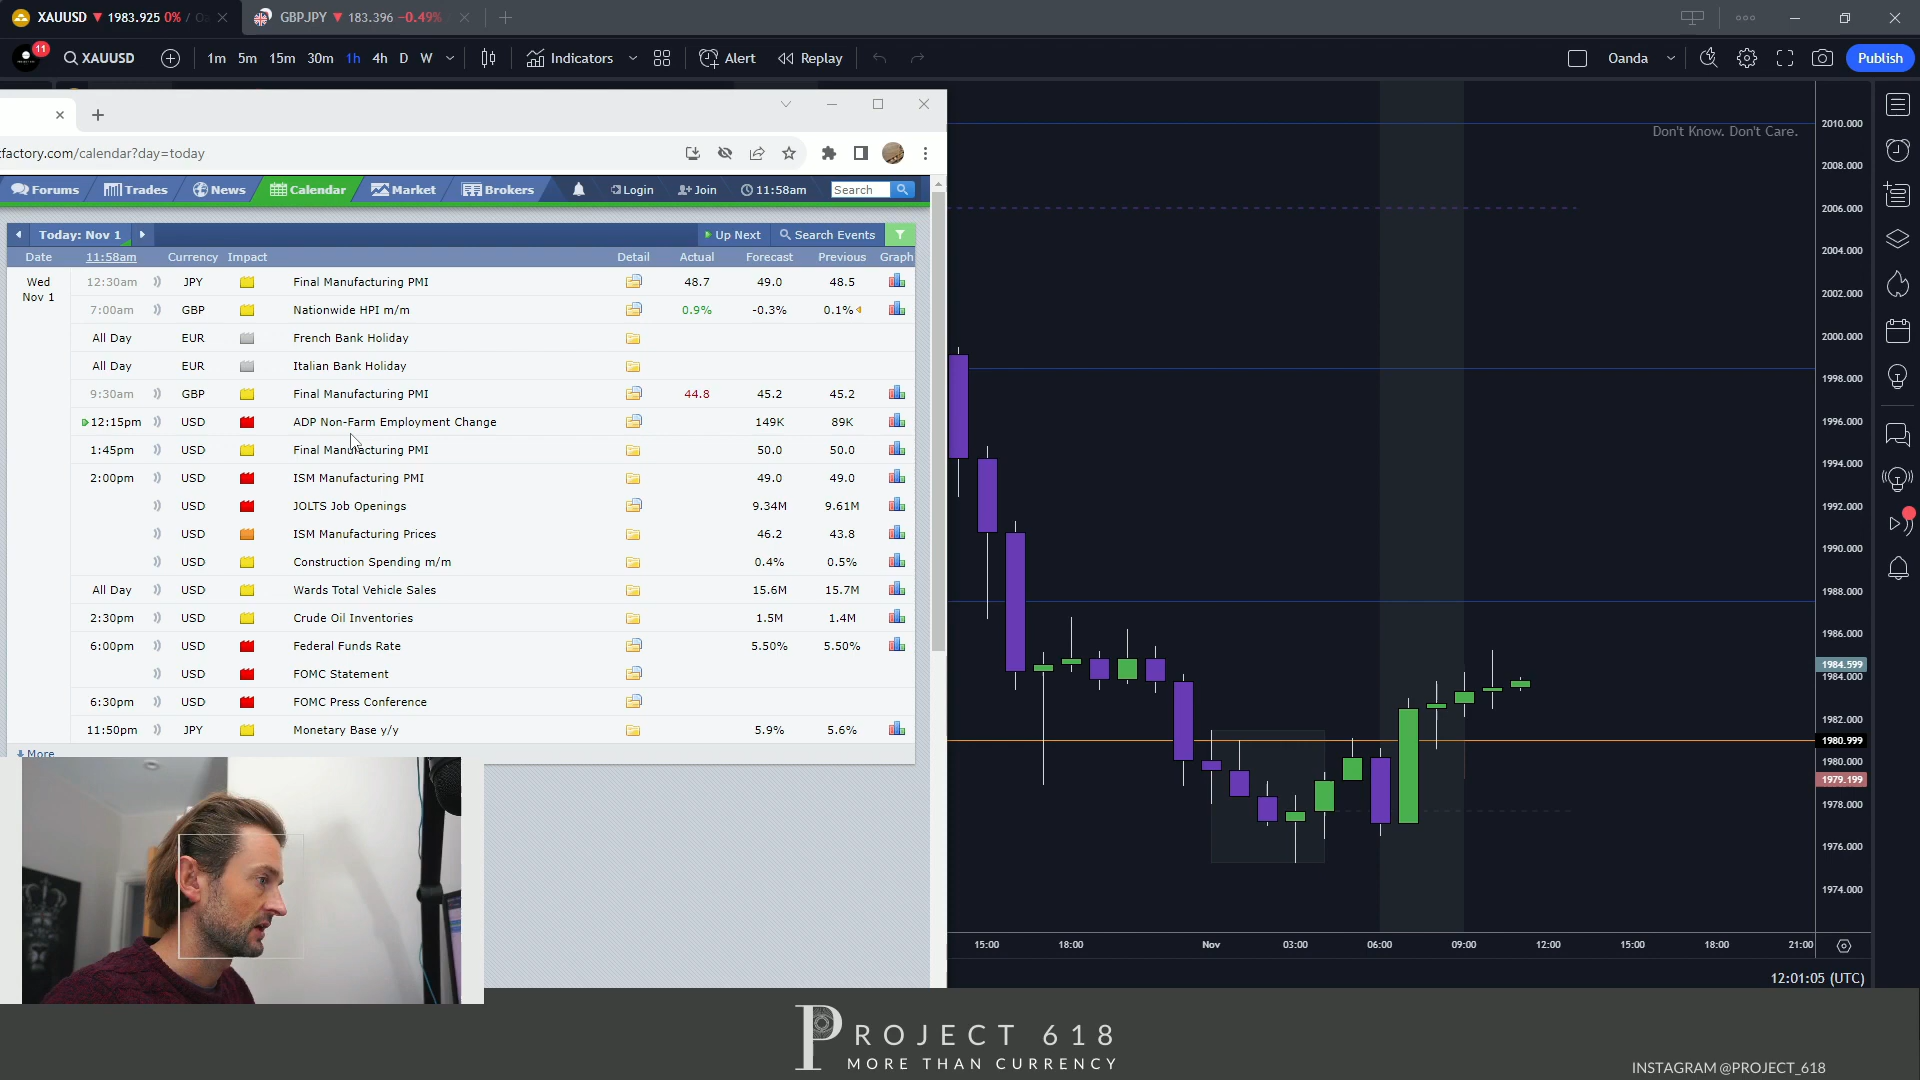 XAUUSD ▼ 1983.925 0% / O
GBPJPY ▼ 183.396 −0.49%
11
XAUUSD
1m 5m 15m 30m 1h 4h D W
Indicators
Alert
Replay
Oanda
Publish
factory.com/calendar?day=today
Forums Trades News Calendar Market Brokers Login Join 11:58am Search
Today: Nov 1 Up Next Search Events
Date 11:58am Currency Impact Detail Actual Forecast Previous Graph
Wed Nov 1
12:30am JPY Final Manufacturing PMI 48.7 49.0 48.5
7:00am GBP Nationwide HPI m/m 0.9% -0.3% 0.1%
All Day EUR French Bank Holiday
All Day EUR Italian Bank Holiday
9:30am GBP Final Manufacturing PMI 44.8 45.2 45.2
12:15pm USD ADP Non-Farm Employment Change 149K 89K
1:45pm USD Final Manufacturing PMI 50.0 50.0
2:00pm USD ISM Manufacturing PMI 49.0 49.0
USD JOLTS Job Openings 9.34M 9.61M
USD ISM Manufacturing Prices 46.2 43.8
USD Construction Spending m/m 0.4% 0.5%
All Day USD Wards Total Vehicle Sales 15.6M 15.7M
2:30pm USD Crude Oil Inventories 1.5M 1.4M
6:00pm USD Federal Funds Rate 5.50% 5.50%
USD FOMC Statement
6:30pm USD FOMC Press Conference
11:50pm JPY Monetary Base y/y 5.9% 5.6%
More
Don't Know. Don't Care.
2010.000
2008.000
2006.000
2004.000
2002.000
2000.000
1998.000
1996.000
1994.000
1992.000
1990.000
1988.000
1986.000
1984.599
1984.000
1982.000
1980.999
1980.000
1979.199
1978.000
1976.000
1974.000
15:00 18:00 Nov 03:00 06:00 09:00 12:00 15:00 18:00 21:00
12:01:05 (UTC)
PROJECT 618
MORE THAN CURRENCY
INSTAGRAM @PROJECT_618